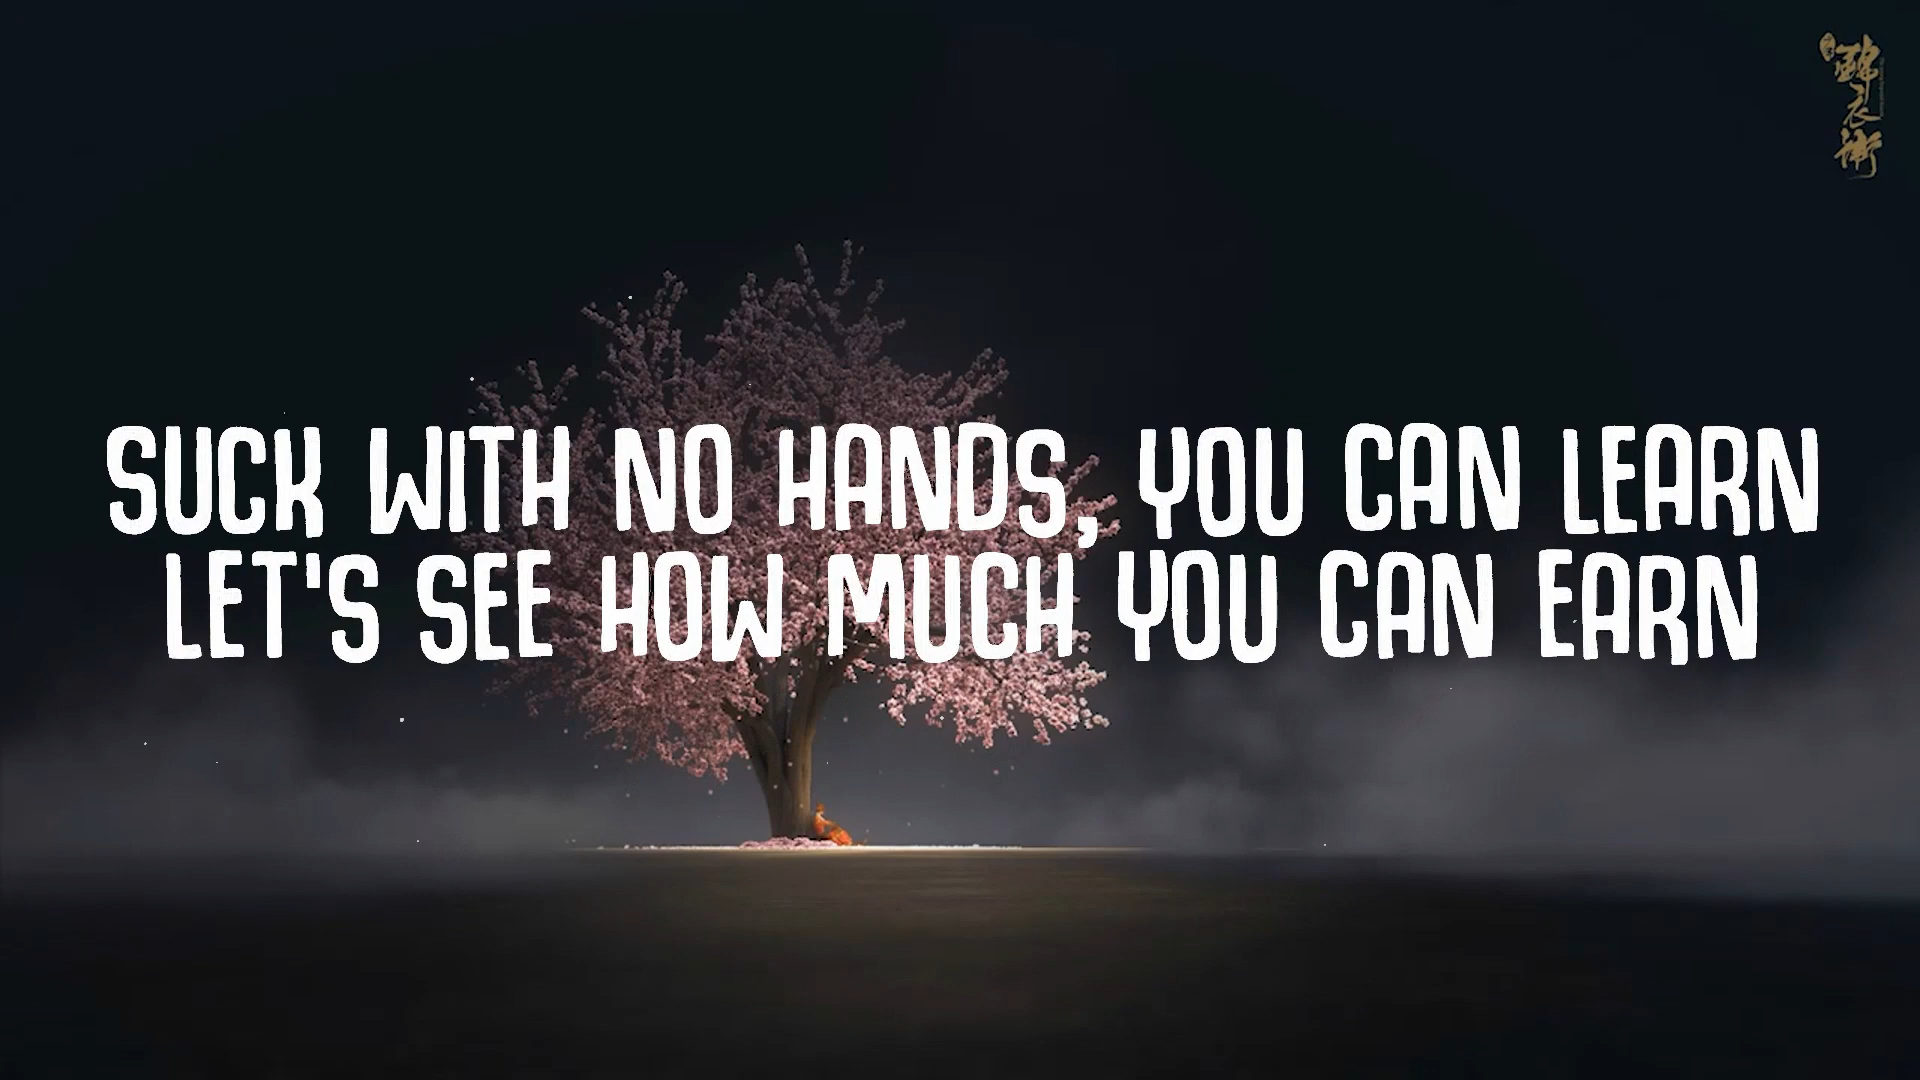 SUCK WITH NO HANDS, YOU CAN LEARN
LET'S SEE HOW MUCH YOU CAN EARN
錦衣衛